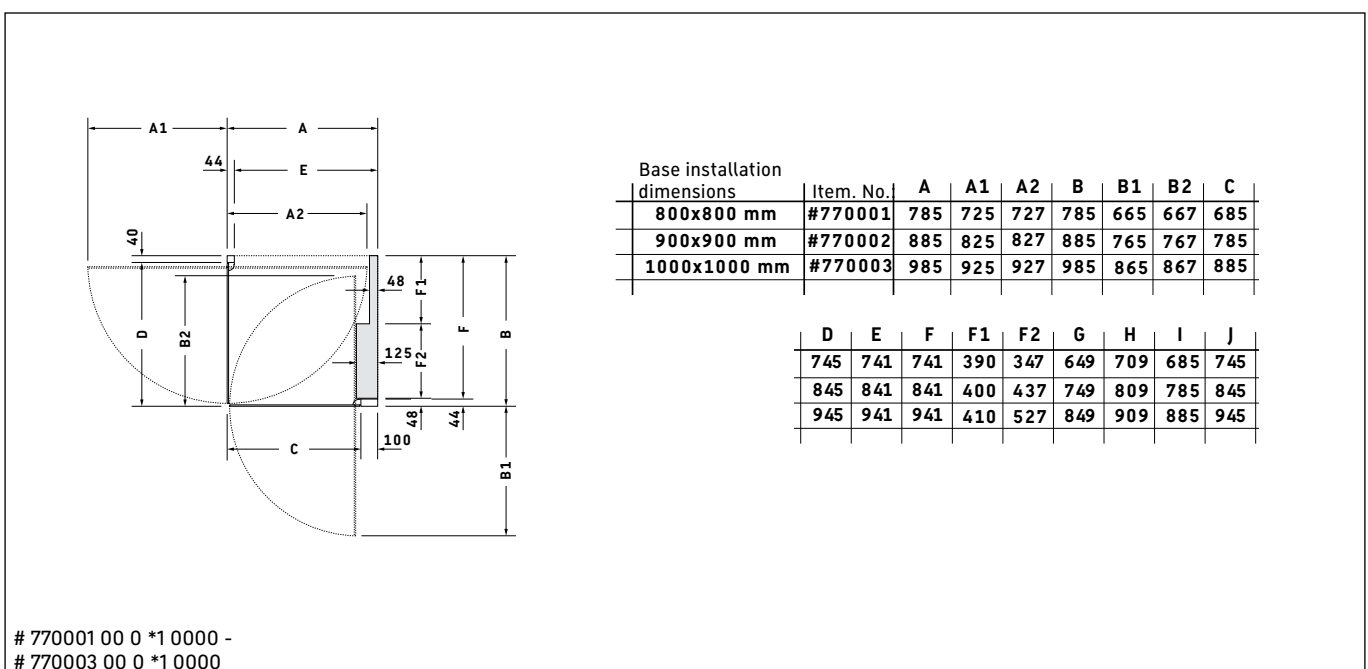 A1 A
44 E
A2
40
48 F1
D B2 F B
125 F2
48 44
C 100
B1
Base installation
dimensions Item. No.: A A1 A2 B B1 B2 C
800x800 mm #770001 785 725 727 785 665 667 685
900x900 mm #770002 885 825 827 885 765 767 785
1000x1000 mm #770003 985 925 927 985 865 867 885
D E F F1 F2 G H I J
745 741 741 390 347 649 709 685 745
845 841 841 400 437 749 809 785 845
945 941 941 410 527 849 909 885 945
# 770001 00 0 *1 0000 -
# 770003 00 0 *1 0000